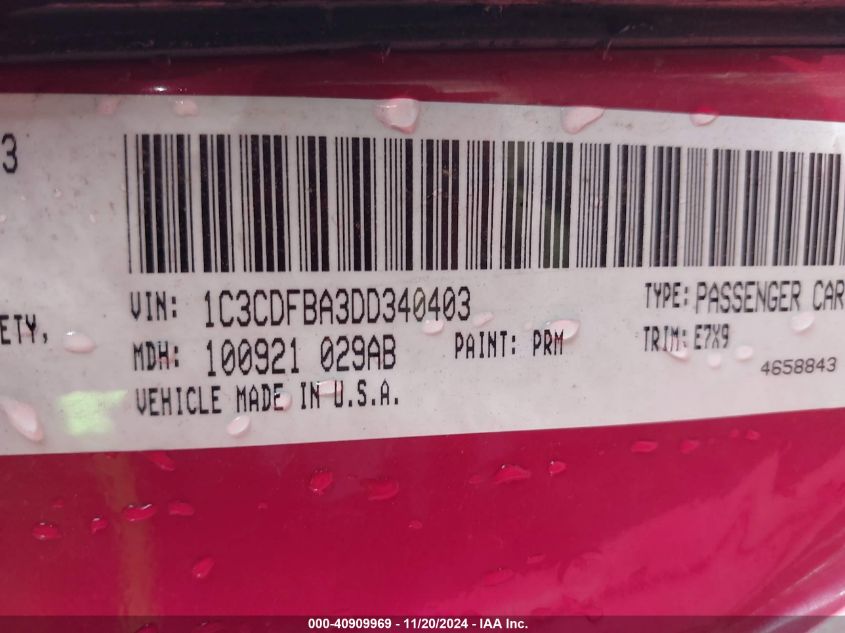 3
ETY,
VIN: 1C3CDFBA3DD340403
TYPE: PASSENGER CAR
MDH: 100921 029AB
PAINT: PRM
TRIM: E7X9
VEHICLE MADE IN U.S.A.
4658843
000-40909969 - 11/20/2024 - IAA Inc.